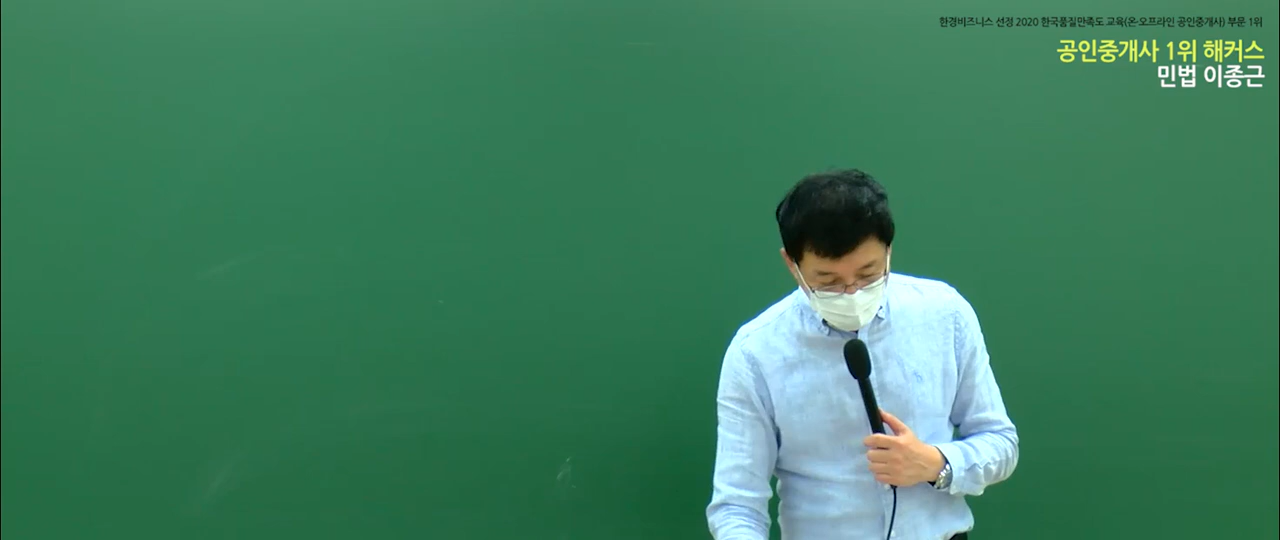 한경비즈니스 선정 2020 한국품질만족도 교육(온·오프라인 공인중개사) 부문 1위
공인중개사 1위 해커스
민법 이종근